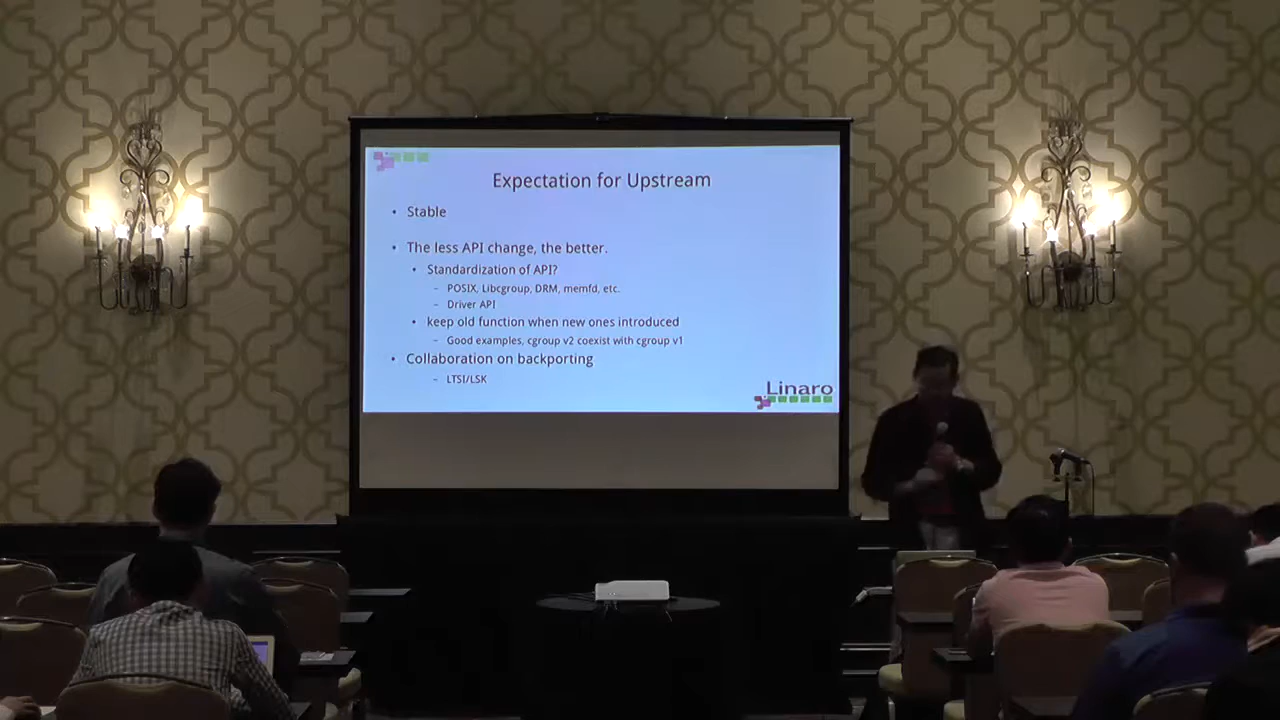 Expectation for Upstream
• Stable
• The less API change, the better.
• Standardization of API?
– POSIX, Libcgroup, DRM, memfd, etc.
– Driver API
• keep old function when new ones introduced
– Good examples, cgroup v2 coexist with cgroup v1
• Collaboration on backporting
– LTSI/LSK
Linaro